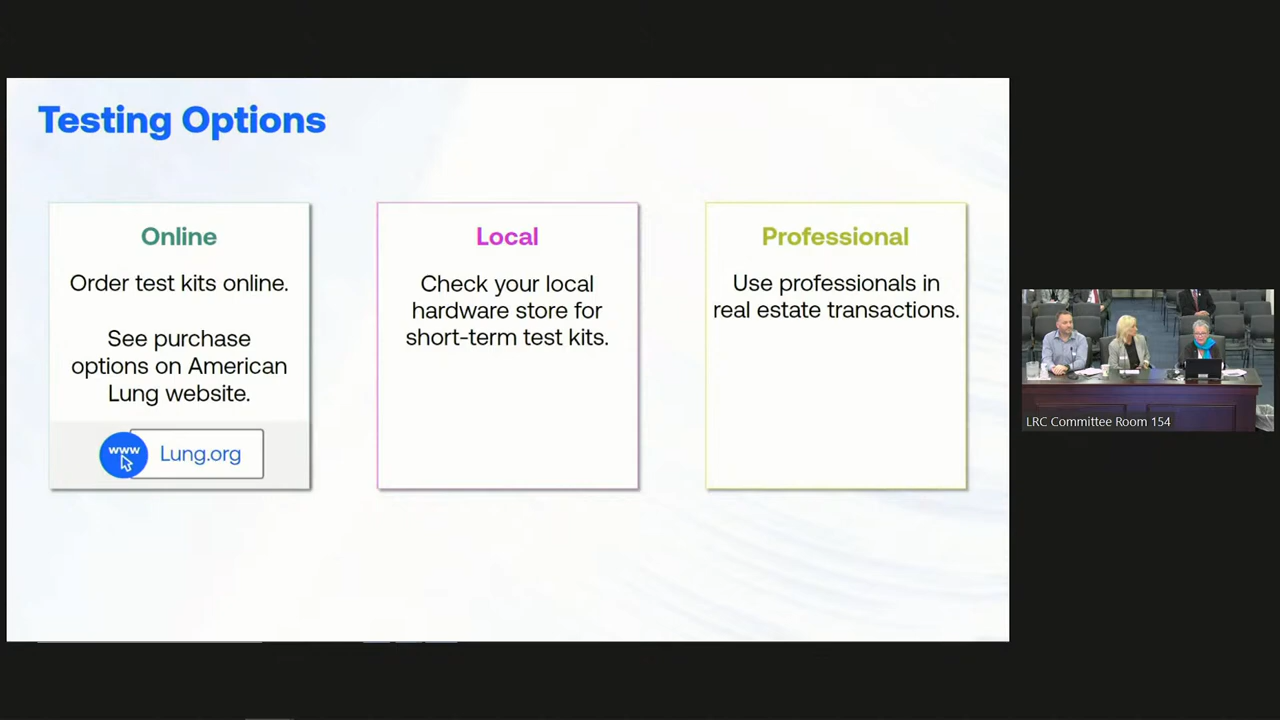 Testing Options
Online
Order test kits online.
See purchase
options on American
Lung website.
www
Lung.org
Local
Check your local
hardware store for
short-term test kits.
Professional
Use professionals in
real estate transactions.
LRC Committee Room 154